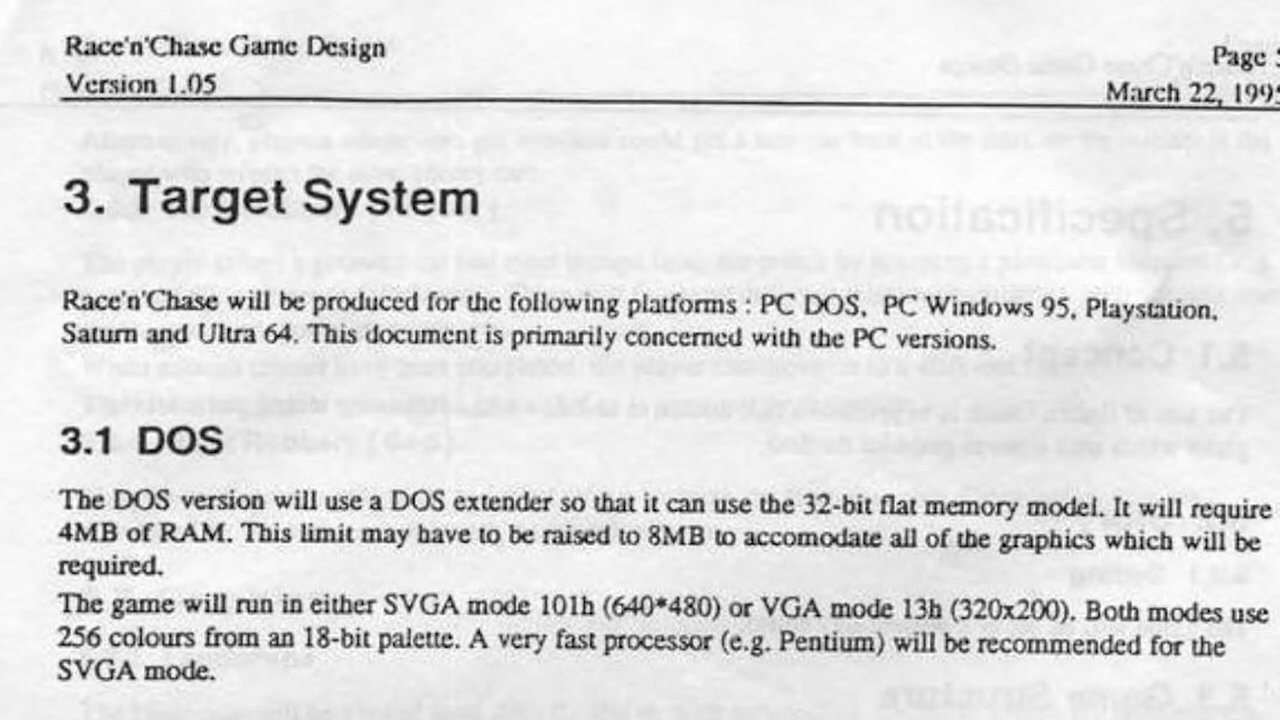 Race'n'Chase Game Design
Page
Version 1.05
March 22, 1995
3. Target System
Race'n'Chase will be produced for the following platforms : PC DOS, PC Windows 95, Playstation,
Saturn and Ultra 64. This document is primarily concerned with the PC versions.
3.1 DOS
The DOS version will use a DOS extender so that it can use the 32-bit flat memory model. It will require
4MB of RAM. This limit may have to be raised to 8MB to accomodate all of the graphics which will be
required.
The game will run in either SVGA mode 101h (640*480) or VGA mode 13h (320x200). Both modes use
256 colours from an 18-bit palette. A very fast processor (e.g. Pentium) will be recommended for the
SVGA mode.